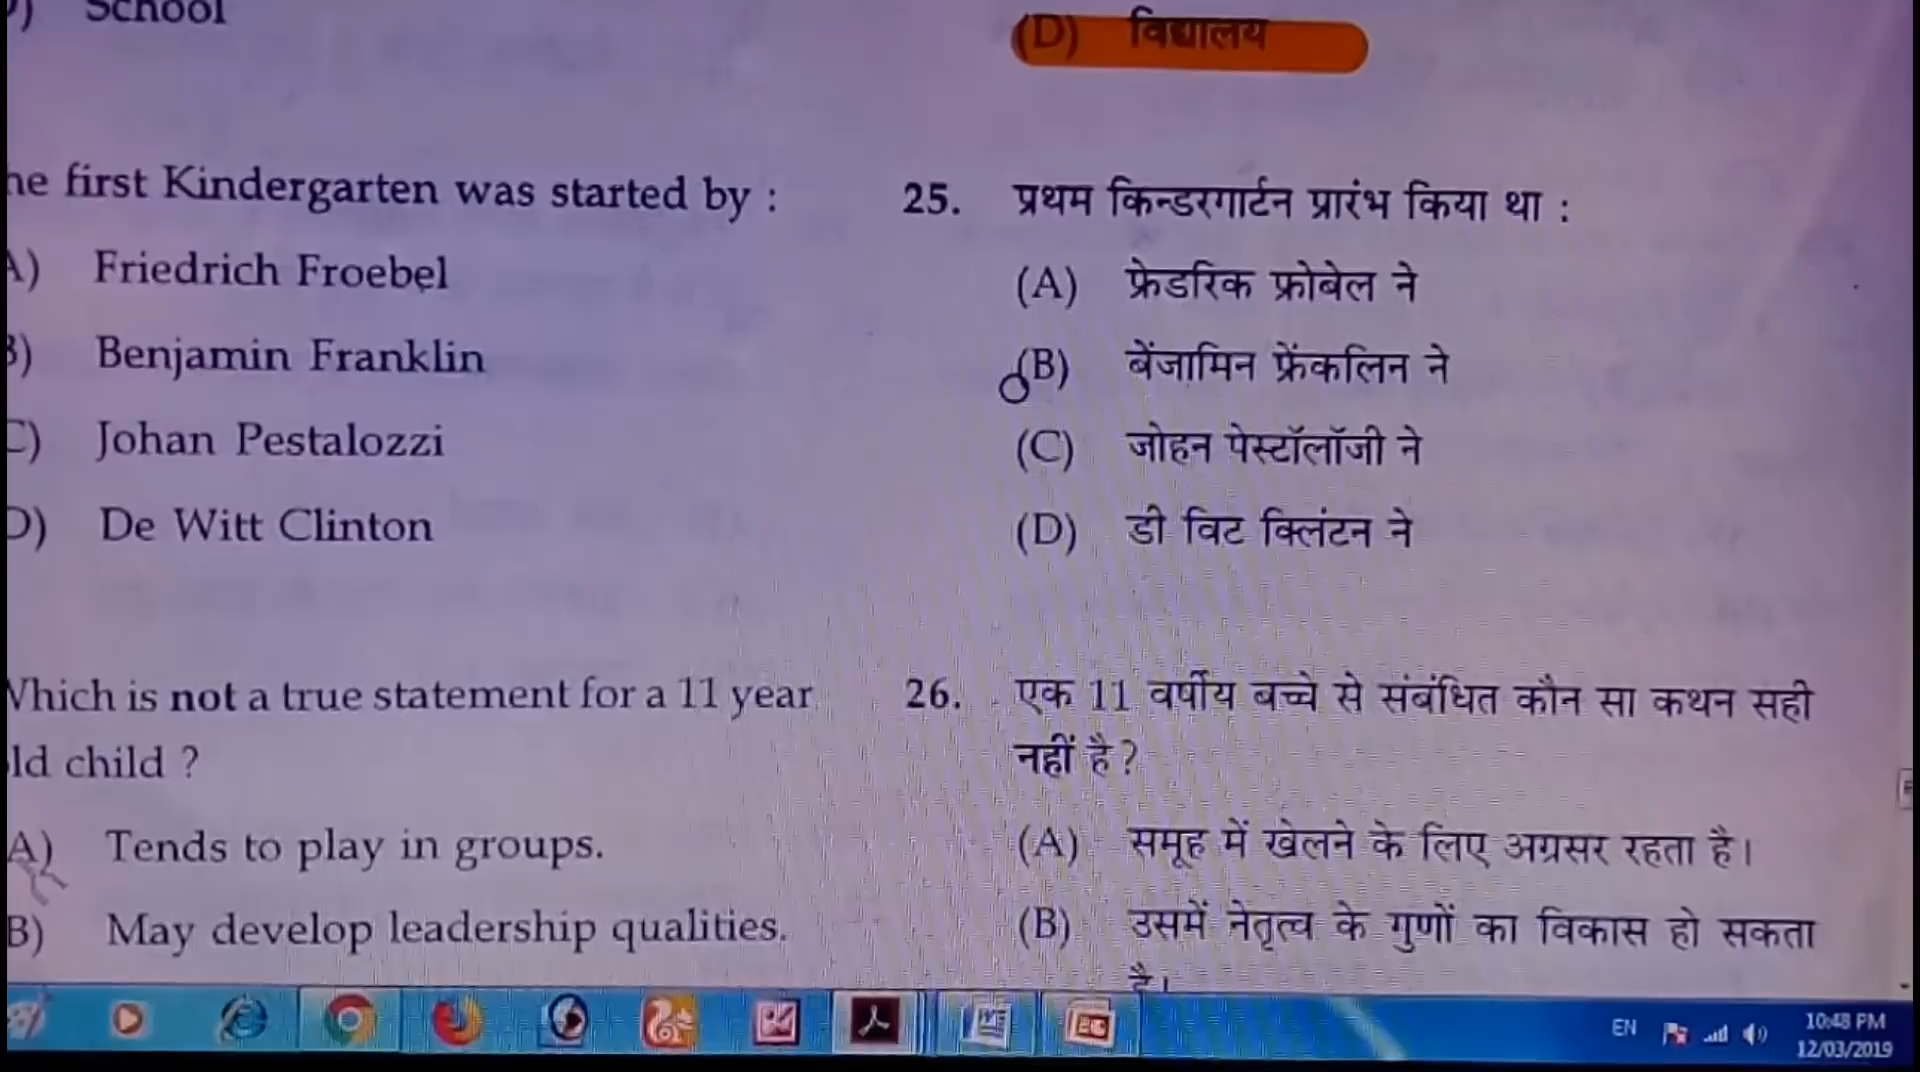 School
(D) विद्यालय
he first Kindergarten was started by :
A) Friedrich Froebel
B) Benjamin Franklin
C) Johan Pestalozzi
D) De Witt Clinton
25. प्रथम किन्डरगार्टन प्रारंभ किया था :
(A) फ्रेडरिक फ्रोबेल ने
(B) बेंजामिन फ्रेंकलिन ने
(C) जोहन पेस्टॉलॉजी ने
(D) डी विट क्लिंटन ने
Which is not a true statement for a 11 year
ld child ?
A) Tends to play in groups.
B) May develop leadership qualities.
26. एक 11 वर्षीय बच्चे से संबंधित कौन सा कथन सही
नहीं है?
(A) समूह में खेलने के लिए अग्रसर रहता है।
(B) उसमें नेतृत्व के गुणों का विकास हो सकता
है।
EN
10:48 PM
12/03/2019